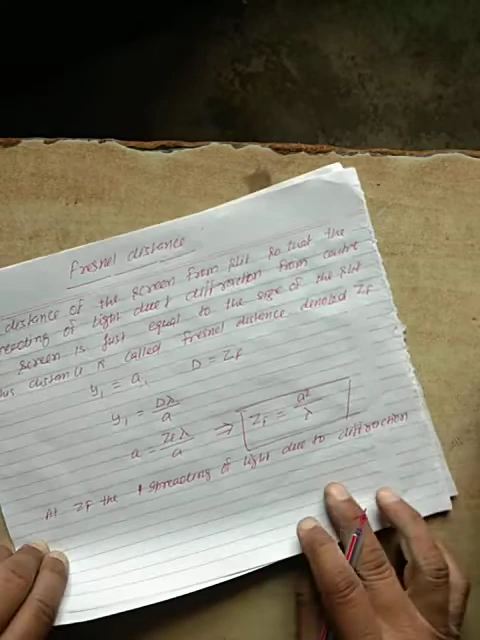 Fresnel distance
distance of the screen from slit so that the
spreading of light due to diffraction from centre
screen is just equal to the size of the slit
this distance is called fresnel distance denoted ZF
y1 = a, D = ZF
y1 = Dλ/a
a = ZFλ/a ⇒ ZF = a²/λ
At ZF the spreading of light due to diffraction